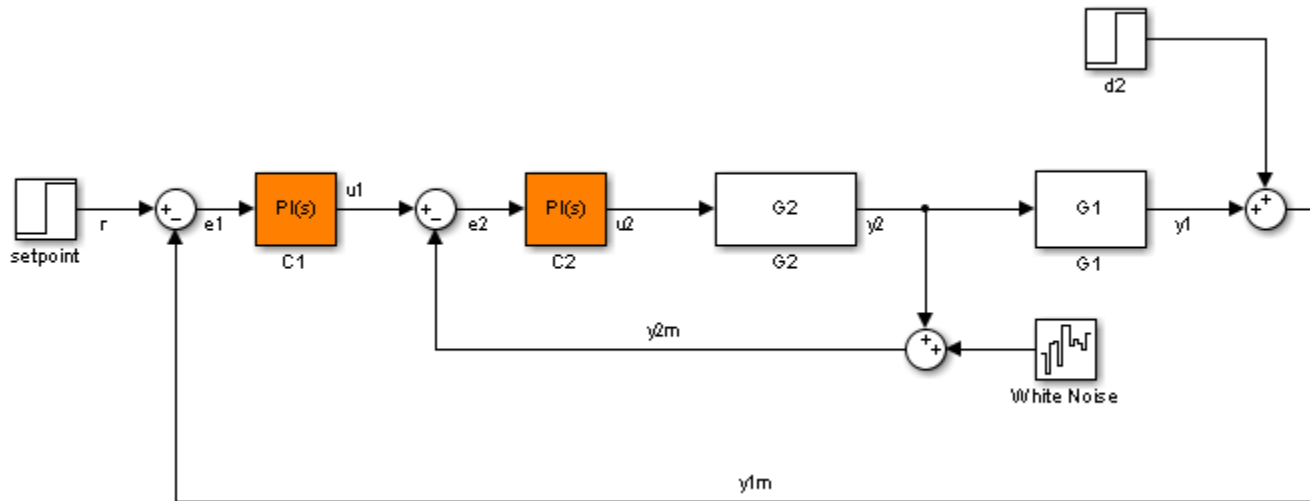 d2
setpoint
r
+
−
e1
PI(s)
C1
u1
+
−
e2
PI(s)
C2
u2
G2
G2
y2
G1
G1
y1
+
+
y2m
+
+
White Noise
y1m